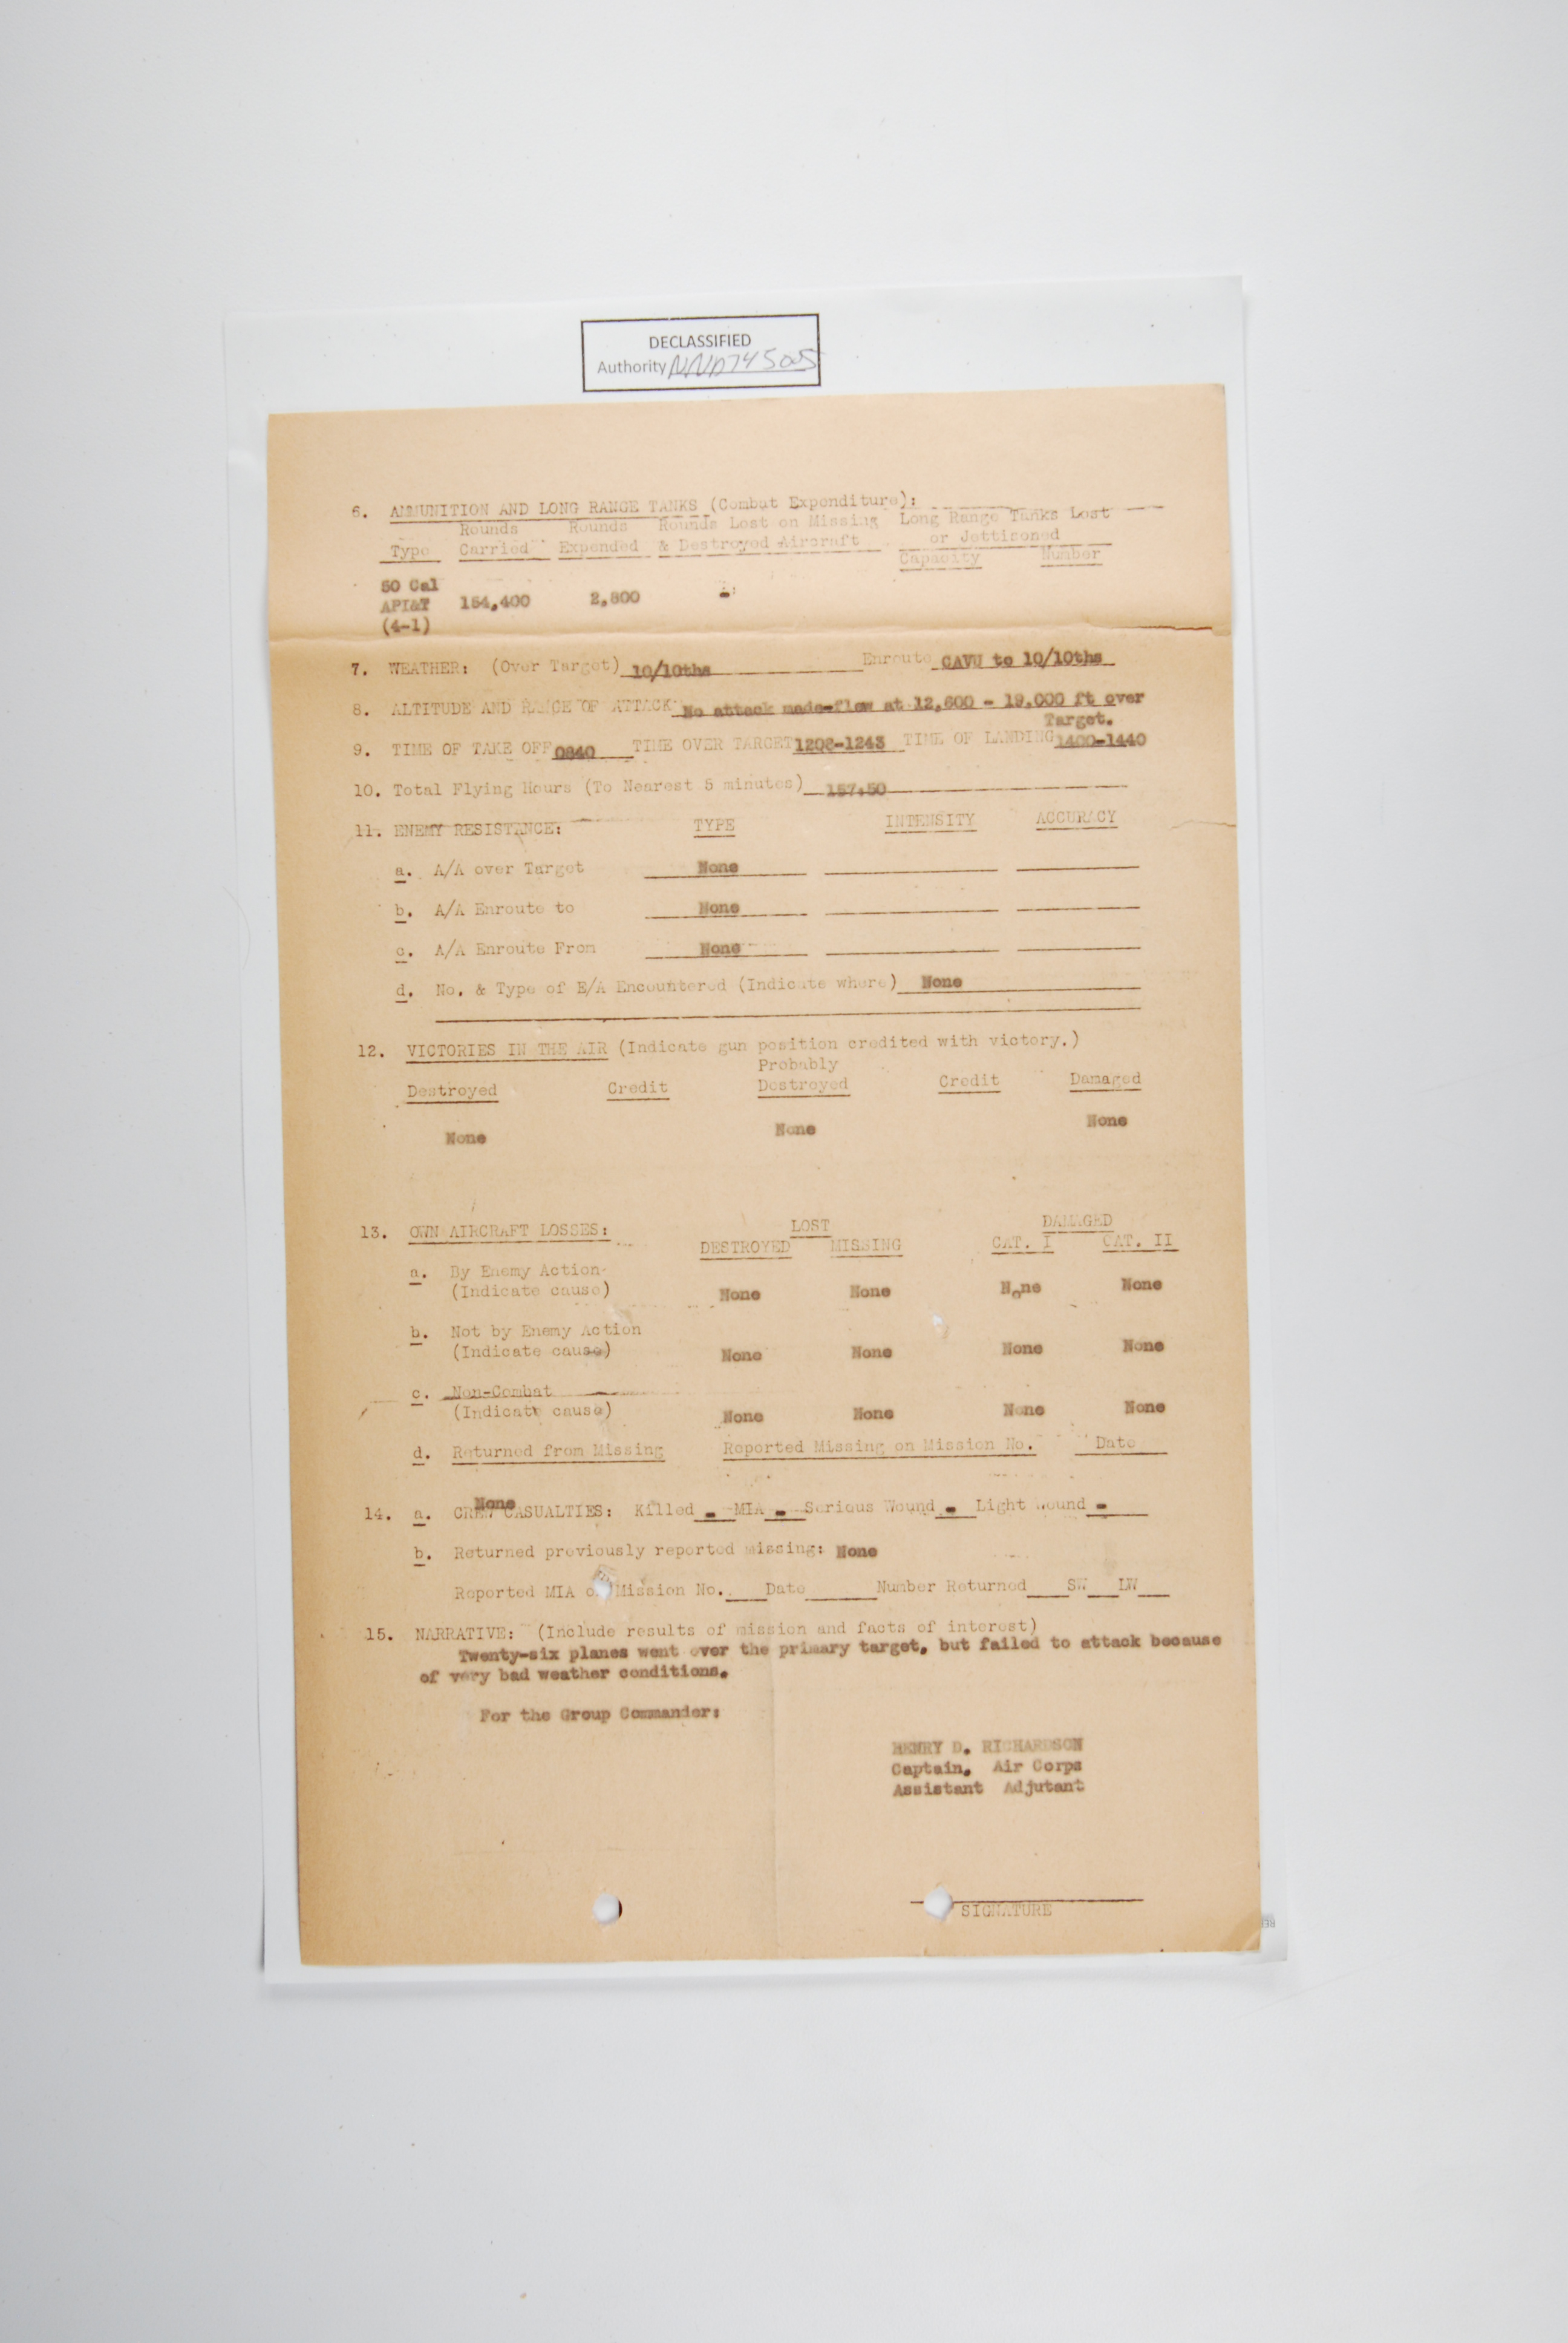 DECLASSIFIED
Authority NND745005
6. AMMUNITION AND LONG RANGE TANKS (Combat Expenditure):
Rounds Rounds Rounds Lost on Missing Long Range Tanks Lost
Type Carried Expended & Destroyed Aircraft or Jettisoned
Capacity Number
50 Cal
API&T 154,400 2,800 -
(4-1)
7. WEATHER: (Over Target) 10/10ths Enroute CAVU to 10/10ths
8. ALTITUDE AND RANGE OF ATTACK No attack made-flew at 12,600 - 19,000 ft over
Target.
9. TIME OF TAKE OFF 0840 TIME OVER TARGET 1208-1243 TIME OF LANDING 1400-1440
10. Total Flying Hours (To Nearest 5 minutes) 157:50
11. ENEMY RESISTANCE: TYPE INTENSITY ACCURACY
a. A/A over Target None
b. A/A Enroute to None
c. A/A Enroute From None
d. No. & Type of E/A Encountered (Indicate where) None
12. VICTORIES IN THE AIR (Indicate gun position credited with victory.)
Probably
Destroyed Credit Destroyed Credit Damaged
None None None
13. OWN AIRCRAFT LOSSES: LOST DAMAGED
DESTROYED MISSING CAT. I CAT. II
a. By Enemy Action
(Indicate cause) None None None None
b. Not by Enemy Action
(Indicate cause) None None None None
c. Non-Combat
(Indicate cause) None None None None
d. Returned from Missing Reported Missing on Mission No. Date
None
14. a. CREW CASUALTIES: Killed - MIA - Serious Wound - Light Wound -
b. Returned previously reported missing: None
Reported MIA on Mission No. Date Number Returned SW LW
15. NARRATIVE: (Include results of mission and facts of interest)
Twenty-six planes went over the primary target, but failed to attack because
of very bad weather conditions.
For the Group Commander:
HENRY D. RICHARDSON
Captain, Air Corps
Assistant Adjutant
SIGNATURE